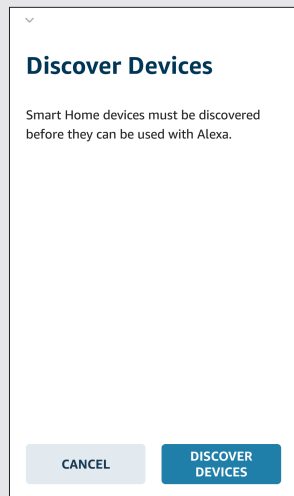 Discover Devices
Smart Home devices must be discovered
before they can be used with Alexa.
CANCEL
DISCOVER
DEVICES